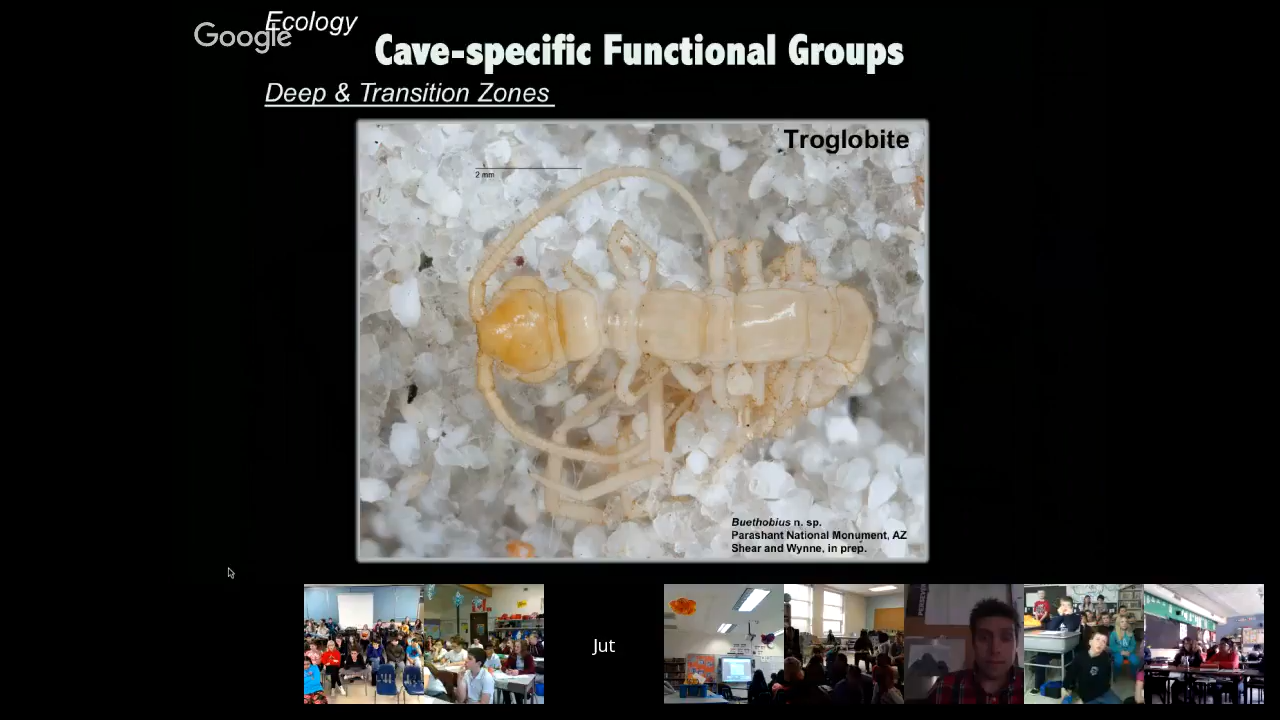 Ecology
Google
Cave-specific Functional Groups
Deep & Transition Zones
Troglobite
2 mm
Buethobius n. sp.
Parashant National Monument, AZ
Shear and Wynne, in prep.
Jut